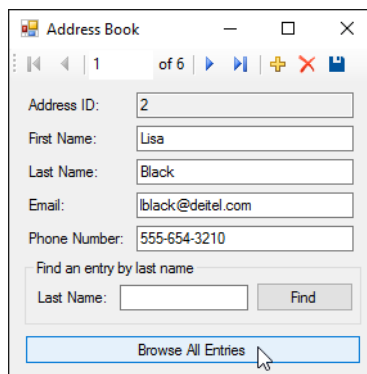 Address Book
1 of 6
Address ID: 2
First Name: Lisa
Last Name: Black
Email: lblack@deitel.com
Phone Number: 555-654-3210
Find an entry by last name
Last Name: Find
Browse All Entries